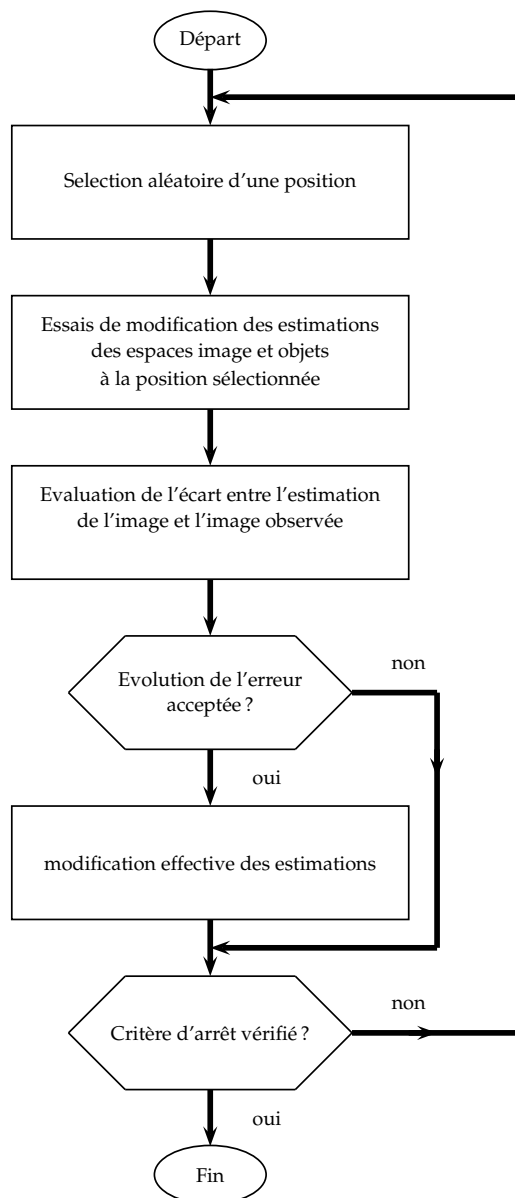 Départ
Selection aléatoire d'une position
Essais de modification des estimations
des espaces image et objets
à la position sélectionnée
Evaluation de l'écart entre l'estimation
de l'image et l'image observée
Evolution de l'erreur
acceptée ?
non
oui
modification effective des estimations
Critère d'arrêt vérifié ?
non
oui
Fin